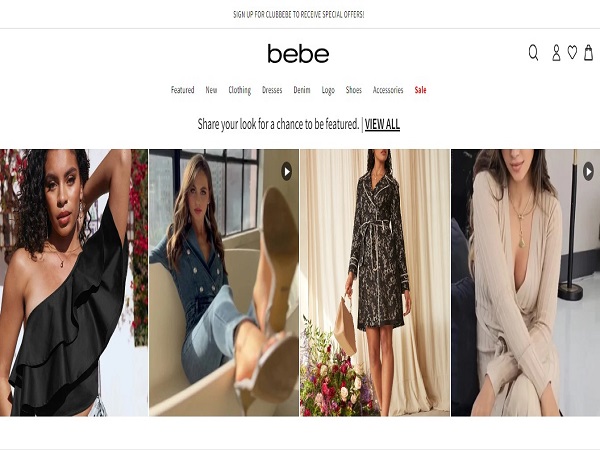 SIGN UP FOR CLUBBEBE TO RECEIVE SPECIAL OFFERS!
bebe
Featured New Clothing Dresses Denim Logo Shoes Accessories Sale
Share your look for a chance to be featured. | VIEW ALL